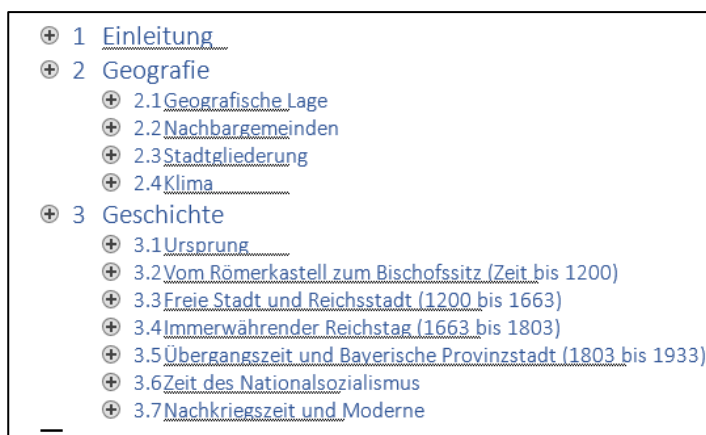 1 Einleitung
2 Geografie
2.1 Geografische Lage
2.2 Nachbargemeinden
2.3 Stadtgliederung
2.4 Klima
3 Geschichte
3.1 Ursprung
3.2 Vom Römerkastell zum Bischofssitz (Zeit bis 1200)
3.3 Freie Stadt und Reichsstadt (1200 bis 1663)
3.4 Immerwährender Reichstag (1663 bis 1803)
3.5 Übergangszeit und Bayerische Provinzstadt (1803 bis 1933)
3.6 Zeit des Nationalsozialismus
3.7 Nachkriegszeit und Moderne